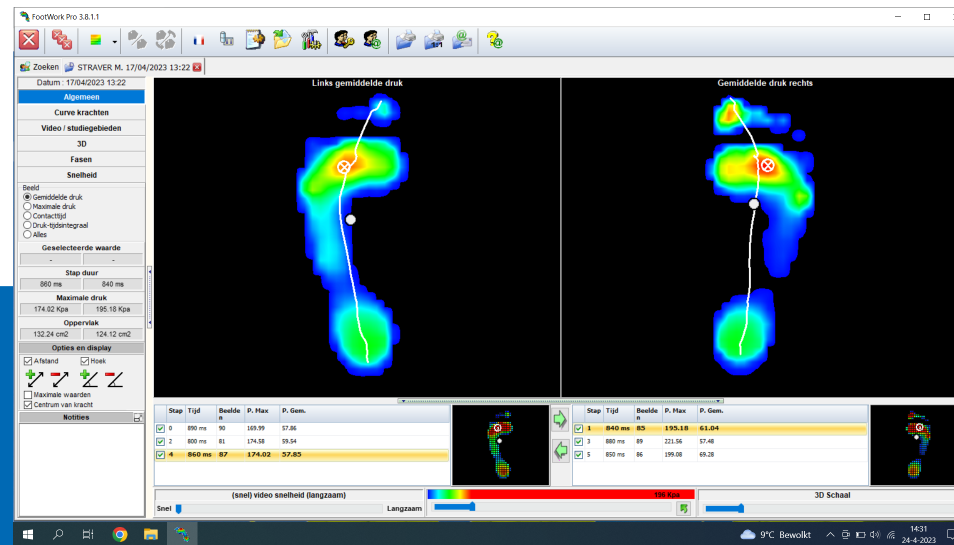 FootWork Pro 3.8.1.1
Zoeken STRAVER M. 17/04/2023 13:22
Datum : 17/04/2023 13:22
Algemeen
Curve krachten
Video / studiegebieden
3D
Fasen
Snelheid
Beeld
Gemiddelde druk
Maximale druk
Contacttijd
Druk-tijdsintegraal
Alles
Geselecteerde waarde
- -
Stap duur
860 ms 840 ms
Maximale druk
174.02 Kpa 195.18 Kpa
Oppervlak
132.24 cm2 124.12 cm2
Opties en display
Afstand Hoek
Maximale waarden
Centrum van kracht
Notities
Links gemiddelde druk
Gemiddelde druk rechts
Stap Tijd Beelden P. Max P. Gem.
0 890 ms 90 169.99 57.86
2 800 ms 81 174.58 59.54
4 860 ms 87 174.02 57.85
Stap Tijd Beelden P. Max P. Gem.
1 840 ms 85 195.18 61.04
3 880 ms 89 221.56 57.48
5 850 ms 86 199.08 69.28
(snel) video snelheid (langzaam)
Snel Langzaam
196 Kpa
3D Schaal
9°C Bewolkt
14:31
24-4-2023